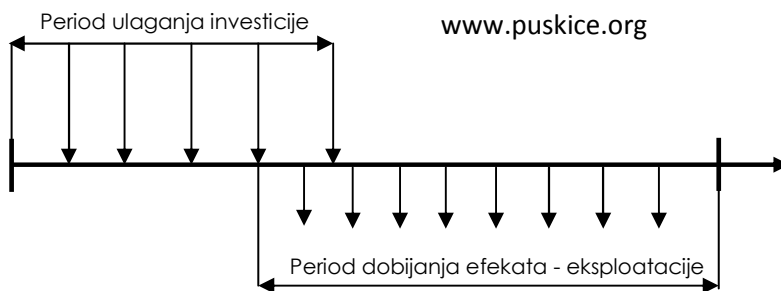 Period ulaganja investicije
www.puskice.org
Period dobijanja efekata - eksploatacije